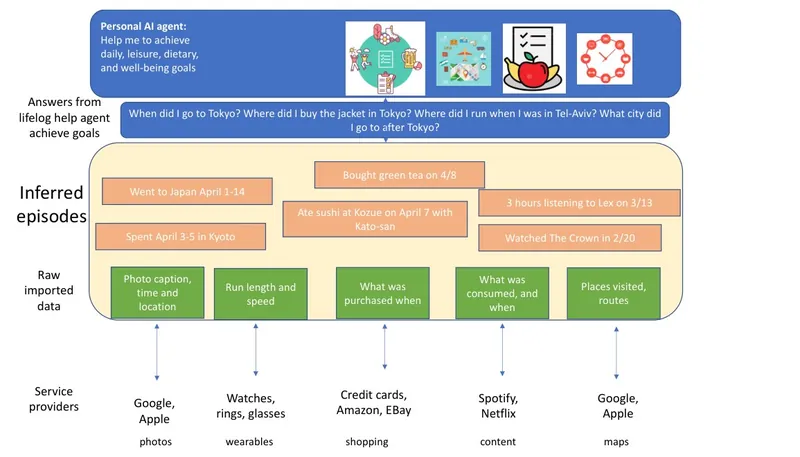 Personal AI agent:
Help me to achieve
daily, leisure, dietary,
and well-being goals
Answers from
lifelog help agent
achieve goals
When did I go to Tokyo? Where did I buy the jacket in Tokyo? Where did I run when I was in Tel-Aviv? What city did
I go to after Tokyo?
Inferred
episodes
Went to Japan April 1-14
Bought green tea on 4/8
3 hours listening to Lex on 3/13
Ate sushi at Kozue on April 7 with
Kato-san
Spent April 3-5 in Kyoto
Watched The Crown in 2/20
Raw
imported
data
Photo caption,
time and
location
Run length and
speed
What was
purchased when
What was
consumed, and
when
Places visited,
routes
Service
providers
Google,
Apple
Watches,
rings, glasses
Credit cards,
Amazon, EBay
Spotify,
Netflix
Google,
Apple
photos
wearables
shopping
content
maps